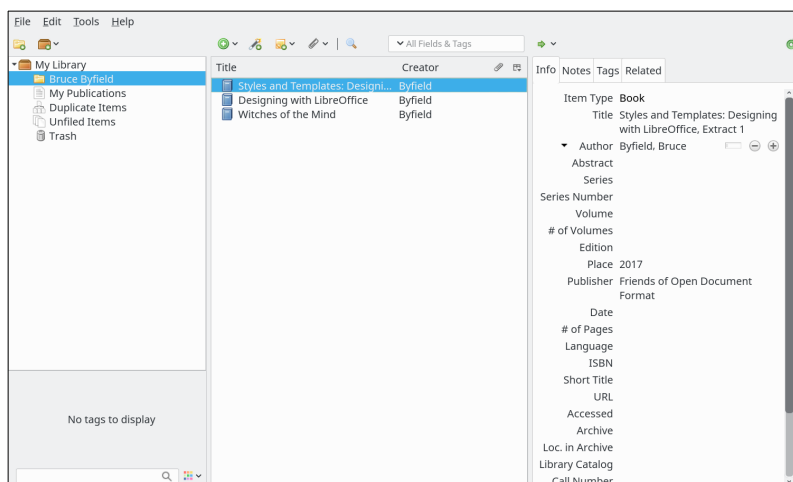 File Edit Tools Help
All Fields & Tags
My Library
Bruce Byfield
My Publications
Duplicate Items
Unfiled Items
Trash
No tags to display
Title Creator
Styles and Templates: Designi... Byfield
Designing with LibreOffice Byfield
Witches of the Mind Byfield
Info Notes Tags Related
Item Type Book
Title Styles and Templates: Designing
with LibreOffice, Extract 1
Author Byfield, Bruce
Abstract
Series
Series Number
Volume
# of Volumes
Edition
Place 2017
Publisher Friends of Open Document
Format
Date
# of Pages
Language
ISBN
Short Title
URL
Accessed
Archive
Loc. in Archive
Library Catalog
Call Number